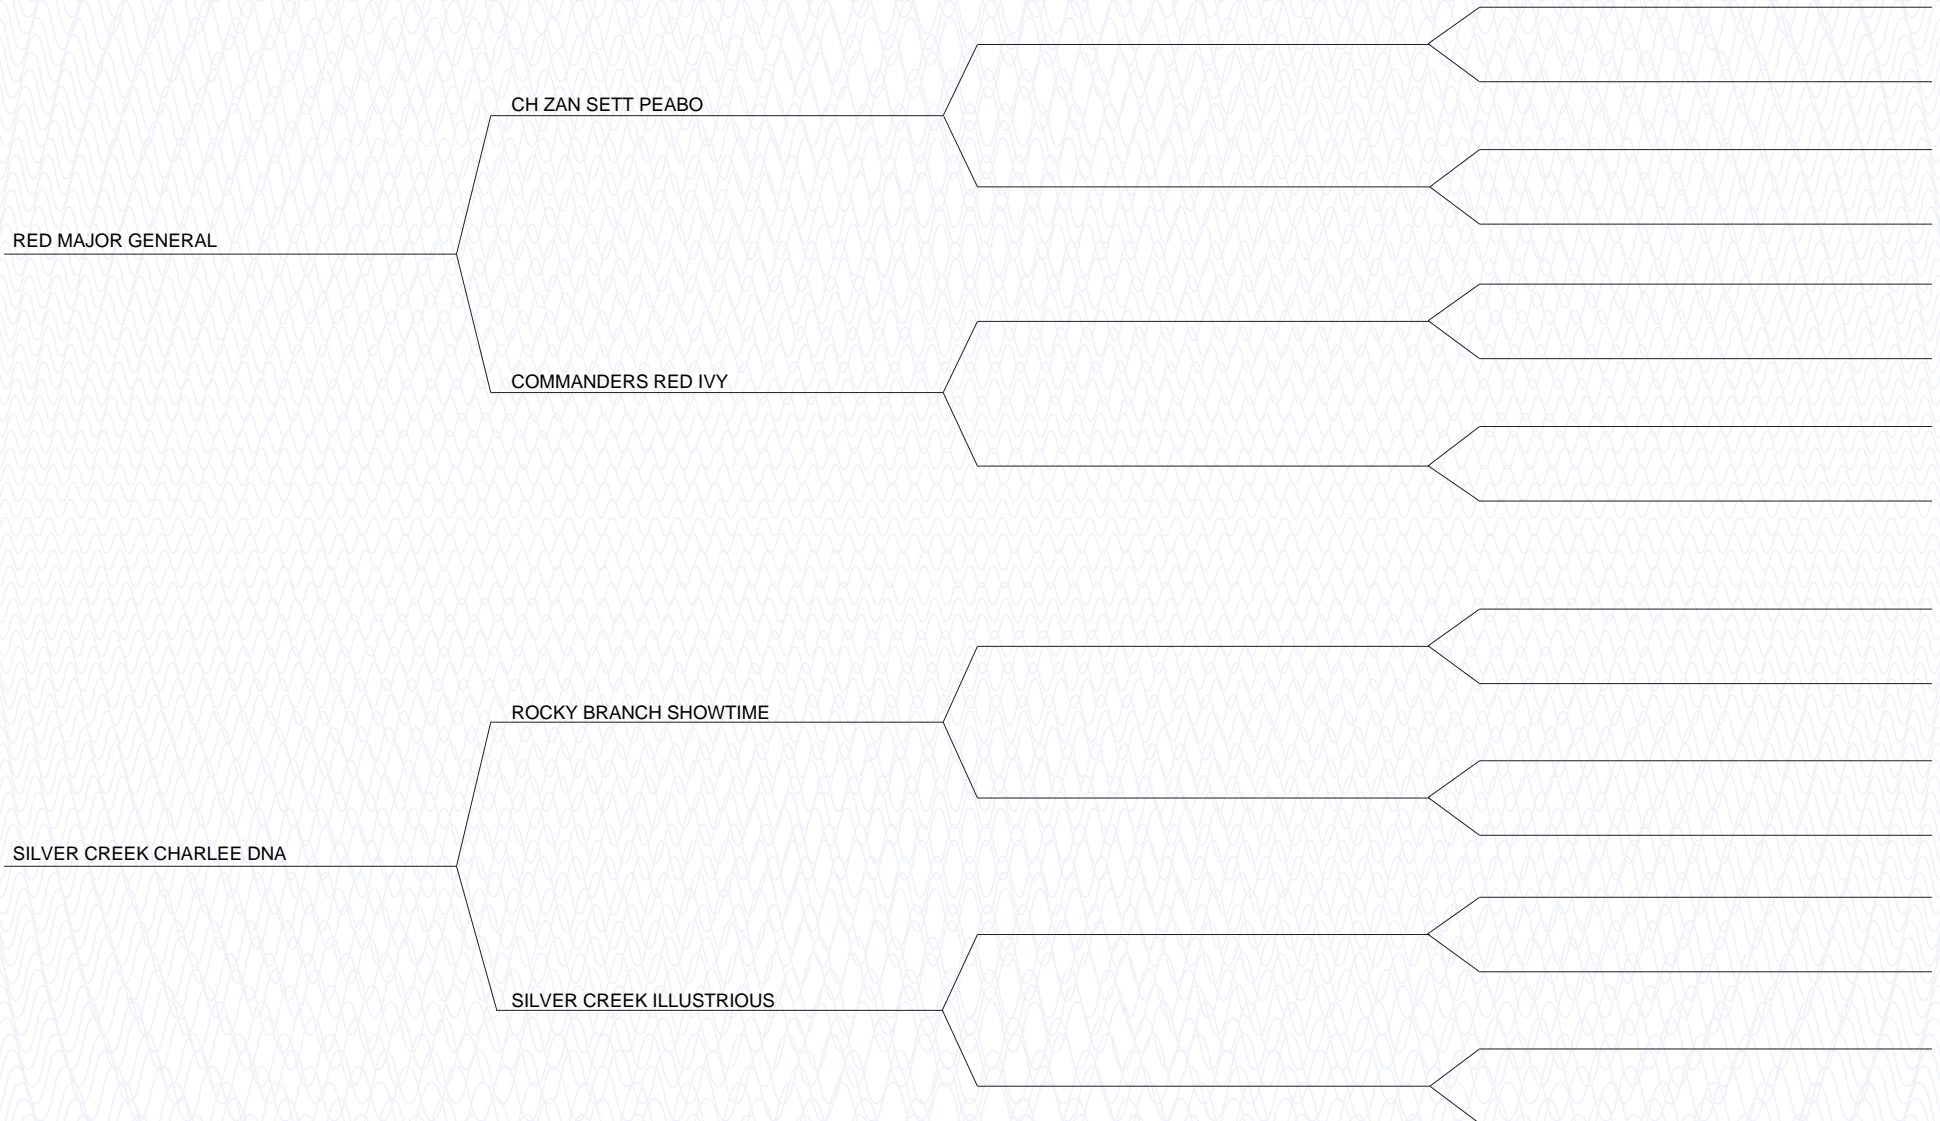 CH ZAN SETT PEABO
RED MAJOR GENERAL
COMMANDERS RED IVY
ROCKY BRANCH SHOWTIME
SILVER CREEK CHARLEE DNA
SILVER CREEK ILLUSTRIOUS